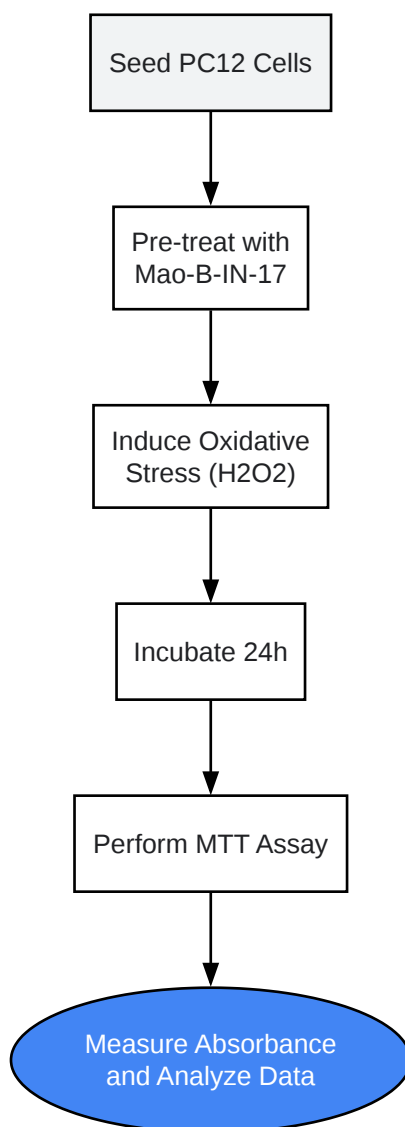 Seed PC12 Cells
Pre-treat with
Mao-B-IN-17
Induce Oxidative
Stress (H2O2)
Incubate 24h
Perform MTT Assay
Measure Absorbance
and Analyze Data